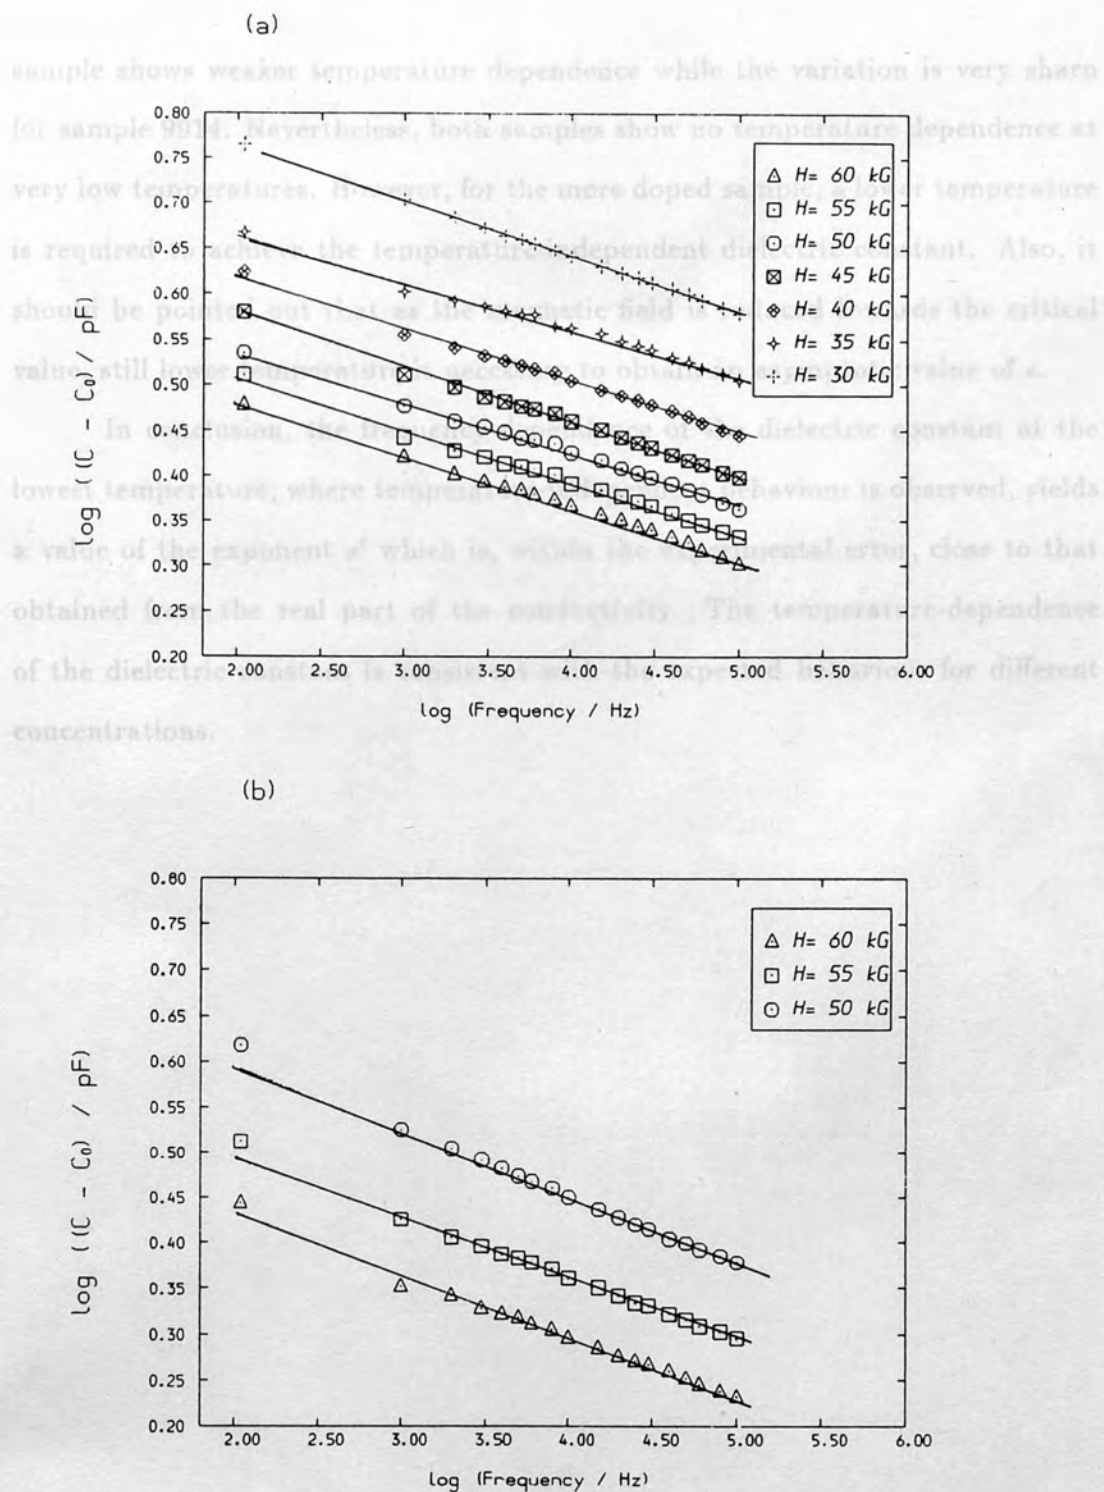 (a)
sample shows weaker temperature dependence while the variation is very sharp
for sample 9914. Nevertheless, both samples show no temperature dependence at
very low temperatures. However, for the more doped sample, a lower temperature
is required to achieve the temperature-independent dielectric constant. Also, it
should be pointed out that as the magnetic field is reduced towards the critical
value, still lower temperature is necessary to obtain an value of ε.
In conclusion, the frequency dependence of the dielectric constant at the
lowest temperature, where temperature behaviour is observed, yields
a value of the exponent s' which is, within the experimental error, close to that
obtained from the real part of the conductivity. The temperature-dependence
of the dielectric constant is consistent with the expected behaviour for different
concentrations.
0.80
0.75
0.70
0.65
0.60
0.55
0.50
0.45
0.40
0.35
0.30
0.25
0.20
log ((C - C₀) / pF)
H= 60 kG
H= 55 kG
H= 50 kG
H= 45 kG
H= 40 kG
H= 35 kG
H= 30 kG
2.00 2.50 3.00 3.50 4.00 4.50 5.00 5.50 6.00
log (Frequency / Hz)
(b)
0.80
0.75
0.70
0.65
0.60
0.55
0.50
0.45
0.40
0.35
0.30
0.25
0.20
log ((C - C₀) / pF)
H= 60 kG
H= 55 kG
H= 50 kG
2.00 2.50 3.00 3.50 4.00 4.50 5.00 5.50 6.00
log (Frequency / Hz)